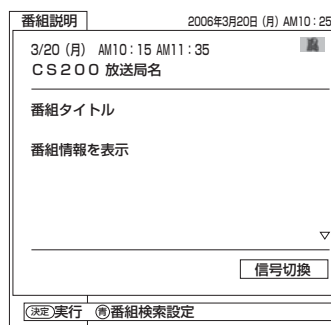 番組説明 2006年3月20日（月）AM10：25
3/20（月） AM10：15 AM11：35
ＣＳ２００ 放送局名
番組タイトル
番組情報を表示
信号切換
決定 実行 青 番組検索設定